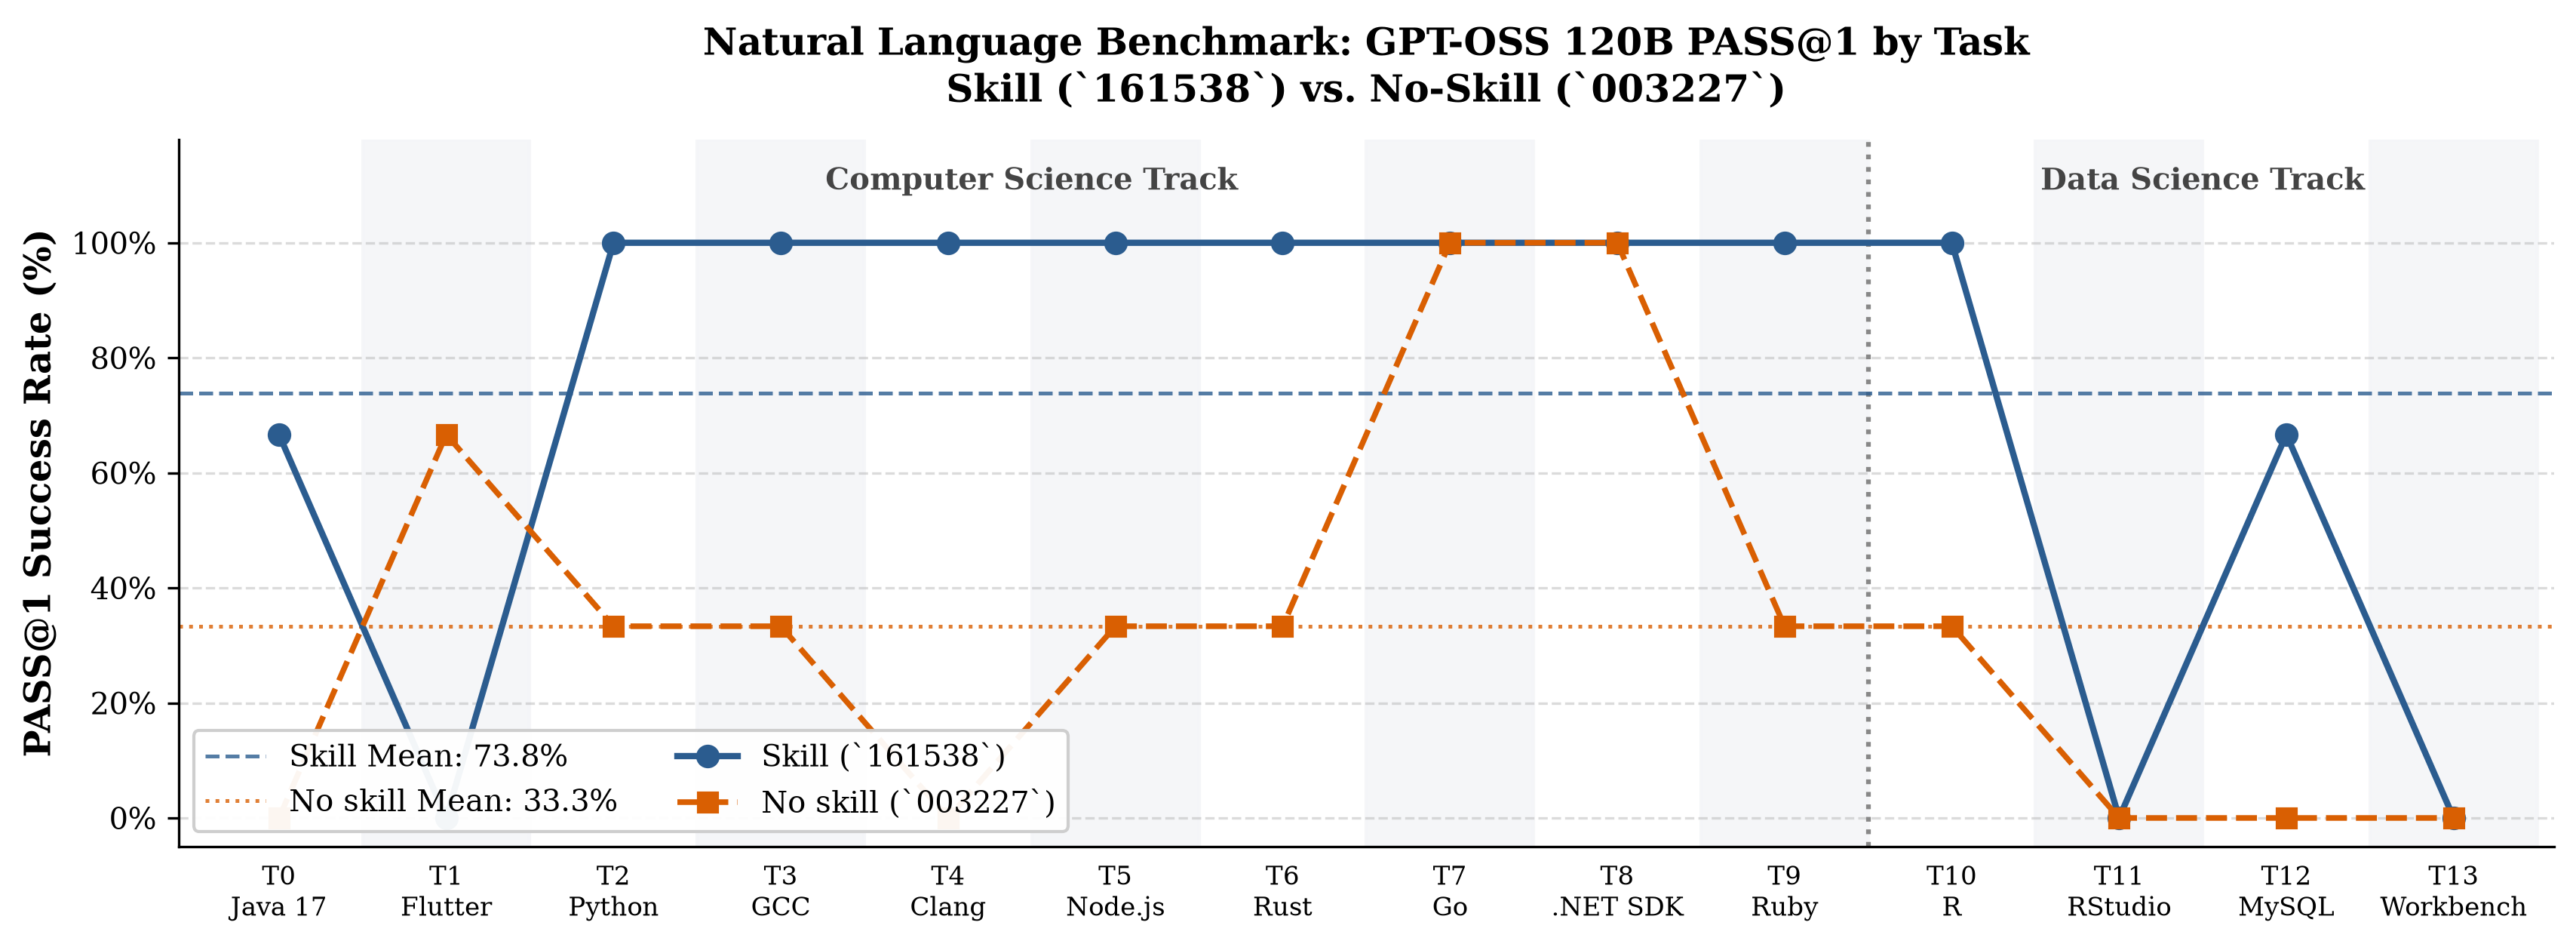 Natural Language Benchmark: GPT-OSS 120B PASS@1 by Task
Skill (`161538`) vs. No-Skill (`003227`)
Computer Science Track
Data Science Track
PASS@1 Success Rate (%)
100%
80%
60%
40%
20%
0%
Skill Mean: 73.8%
No skill Mean: 33.3%
Skill (`161538`)
No skill (`003227`)
T0
Java 17
T1
Flutter
T2
Python
T3
GCC
T4
Clang
T5
Node.js
T6
Rust
T7
Go
T8
.NET SDK
T9
Ruby
T10
R
T11
RStudio
T12
MySQL
T13
Workbench